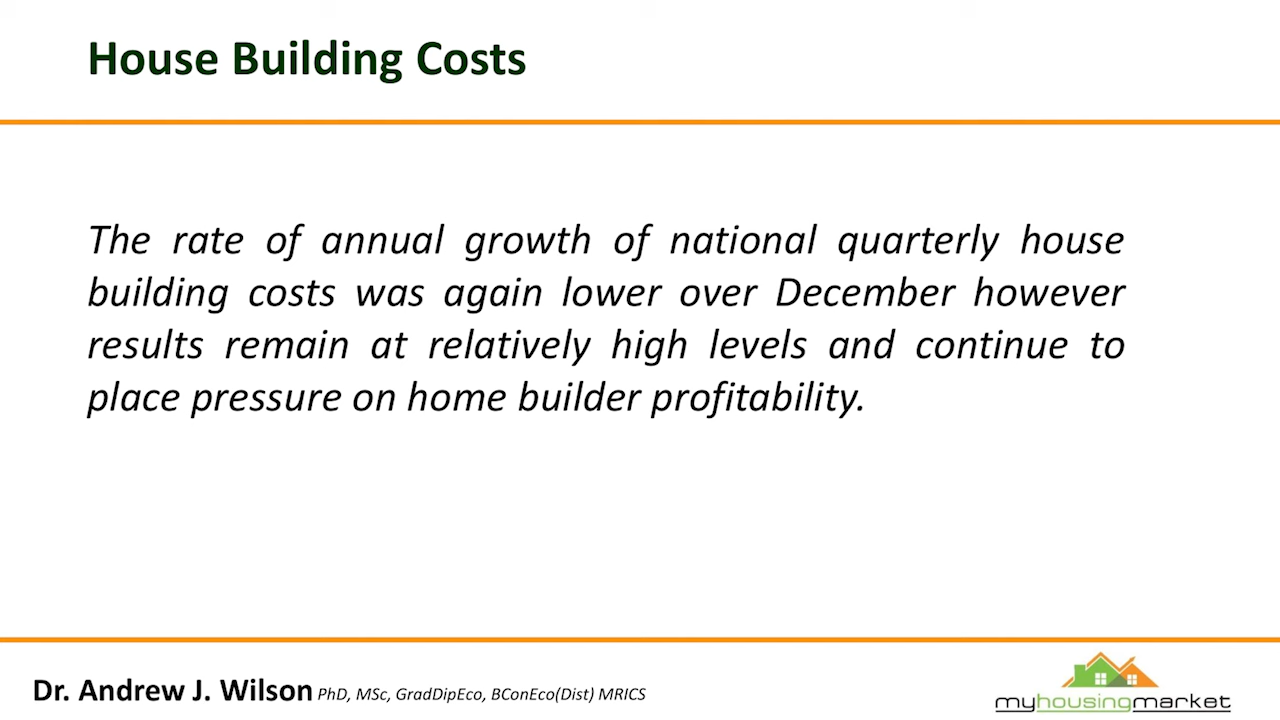 House Building Costs
The rate of annual growth of national quarterly house
building costs was again lower over December however
results remain at relatively high levels and continue to
place pressure on home builder profitability.
Dr. Andrew J. Wilson PhD, MSc, GradDipEco, BConEco(Dist) MRICS
myhousingmarket